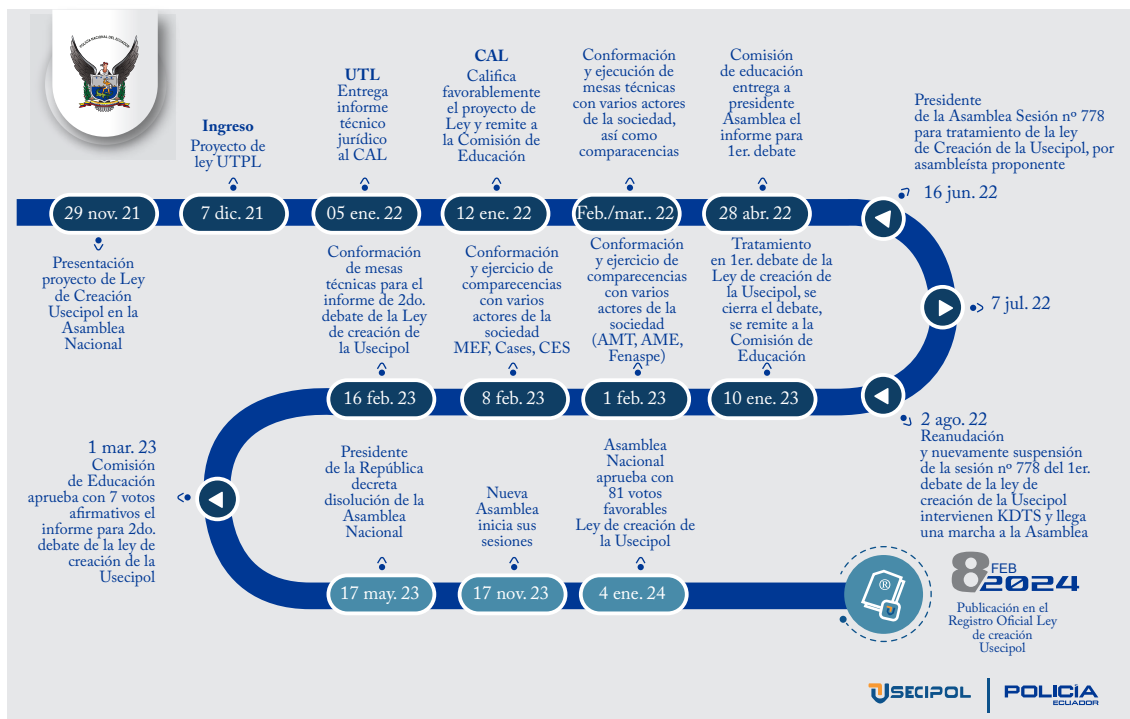 POLICÍA NACIONAL DEL ECUADOR
Ingreso
Proyecto de
ley UTPL
UTL
Entrega
informe
técnico
jurídico
al CAL
CAL
Califica
favorablemente
el proyecto de
Ley y remite a
la Comisión de
Educación
Conformación
y ejecución de
mesas técnicas
con varios actores
de la sociedad,
así como
comparacencias
Comisión
de educación
entrega a
presidente
Asamblea el
informe para
1er. debate
Presidente
de la Asamblea Sesión nº 778
para tratamiento de la ley
de Creación de la Usecipol, por
asambleísta proponente
16 jun. 22
29 nov. 21
7 dic. 21
05 ene. 22
12 ene. 22
Feb./mar.. 22
28 abr. 22
Presentación
proyecto de Ley
de Creación
Usecipol en la
Asamblea
Nacional
7 jul. 22
Conformación
de mesas
técnicas para el
informe de 2do.
debate de la Ley
de creación de
la Usecipol
Conformación
y ejercicio de
comparecencias
con varios
actores de la
sociedad
MEF, Cases, CES
Conformación
y ejercicio de
comparecencias
con varios
actores de la
sociedad
(AMT, AME,
Fenaspe)
Tratamiento
en 1er. debate de la
Ley de creación de
la Usecipol, se
cierra el debate,
se remite a la
Comisión de
Educación
16 feb. 23
8 feb. 23
1 feb. 23
10 ene. 23
2 ago. 22
Reanudación
y nuevamente suspensión
de la sesión nº 778 del 1er.
debate de la ley de
creación de la Usecipol
intervienen KDTS y llega
una marcha a la Asamblea
1 mar. 23
Comisión
de Educación
aprueba con 7 votos
afirmativos el
informe para 2do.
debate de la ley de
creación de la
Usecipol
Presidente
de la República
decreta
disolución de la
Asamblea
Nacional
Nueva
Asamblea
inicia sus
sesiones
Asamblea
Nacional
aprueba con
81 votos
favorables
Ley de creación de
la Usecipol
17 may. 23
17 nov. 23
4 ene. 24
®
8 FEB
2024
Publicación en el
Registro Oficial Ley
de creación
Usecipol
USECIPOL
POLICÍA
ECUADOR